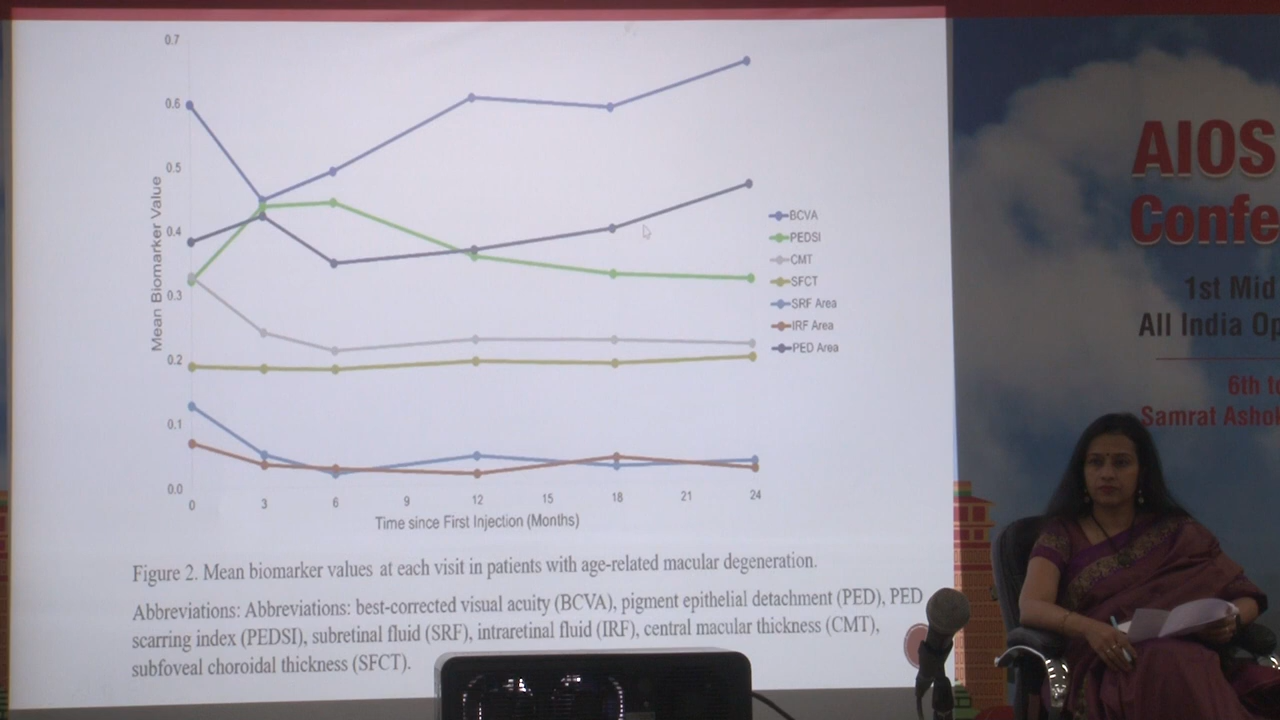 0.7
0.6
0.5
0.4
0.3
0.2
0.1
0.0
Mean Biomarker Value
0 3 6 9 12 15 18 21 24
Time since First Injection (Months)
BCVA
PEDSI
CMT
SFCT
SRF Area
IRF Area
PED Area
Figure 2. Mean biomarker values at each visit in patients with age-related macular degeneration.
Abbreviations: Abbreviations: best-corrected visual acuity (BCVA), pigment epithelial detachment (PED), PED
scarring index (PEDSI), subretinal fluid (SRF), intraretinal fluid (IRF), central macular thickness (CMT),
subfoveal choroidal thickness (SFCT).
AIOS
Confe
1st Mid
All India Op
6th to
Samrat Ashok